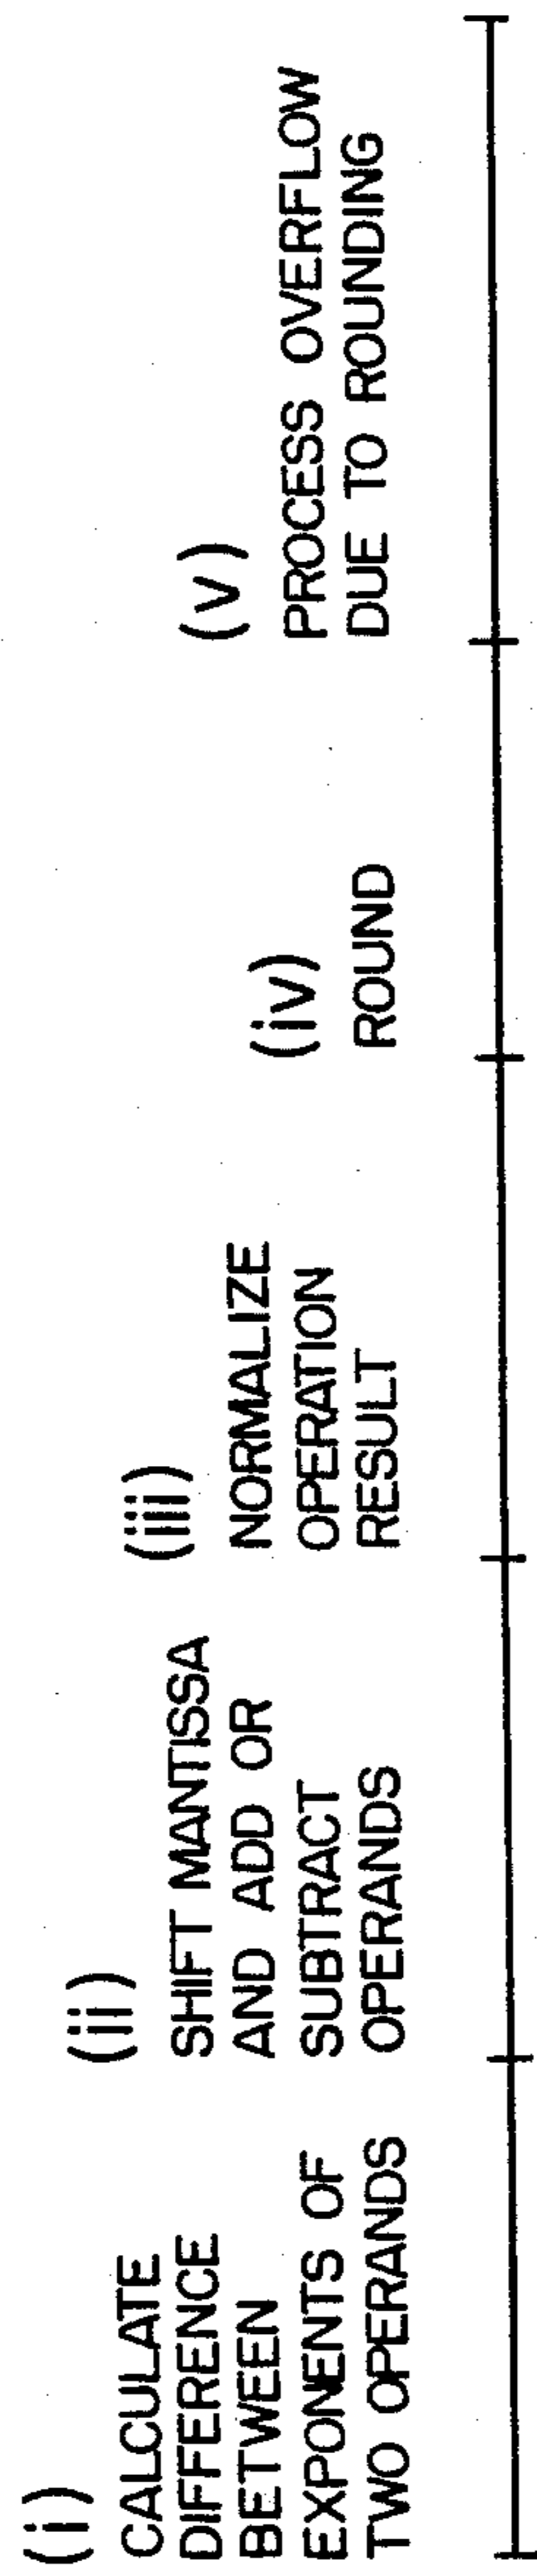 (i)
CALCULATE
DIFFERENCE
BETWEEN
EXPONENTS OF
TWO OPERANDS
(ii)
SHIFT MANTISSA
AND ADD OR
SUBTRACT
OPERANDS
(iii)
NORMALIZE
OPERATION
RESULT
(iv)
ROUND
(v)
PROCESS OVERFLOW
DUE TO ROUNDING